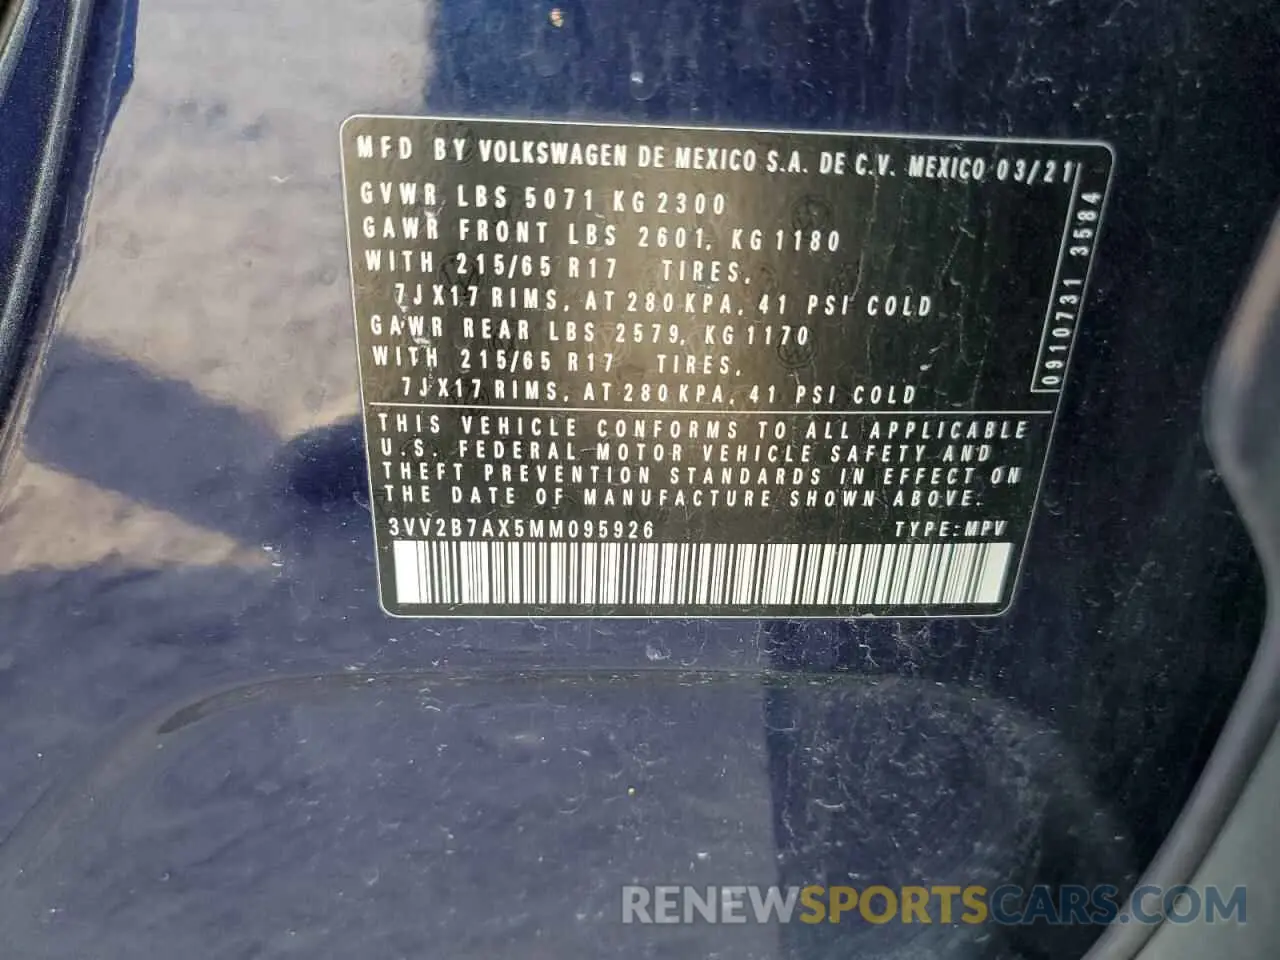 MFD BY VOLKSWAGEN DE MEXICO S.A. DE C.V. MEXICO 03/21
GVWR LBS 5071 KG 2300
GAWR FRONT LBS 2601, KG 1180
WITH 215/65 R17 TIRES,
7JX17 RIMS, AT 280 KPA, 41 PSI COLD
GAWR REAR LBS 2579, KG 1170
WITH 215/65 R17 TIRES,
7JX17 RIMS, AT 280 KPA, 41 PSI COLD
0910731 3584
THIS VEHICLE CONFORMS TO ALL APPLICABLE
U.S. FEDERAL MOTOR VEHICLE SAFETY AND
THEFT PREVENTION STANDARDS IN EFFECT ON
THE DATE OF MANUFACTURE SHOWN ABOVE.
3VV2B7AX5MM095926 TYPE: MPV
RENEWSPORTSCARS.COM